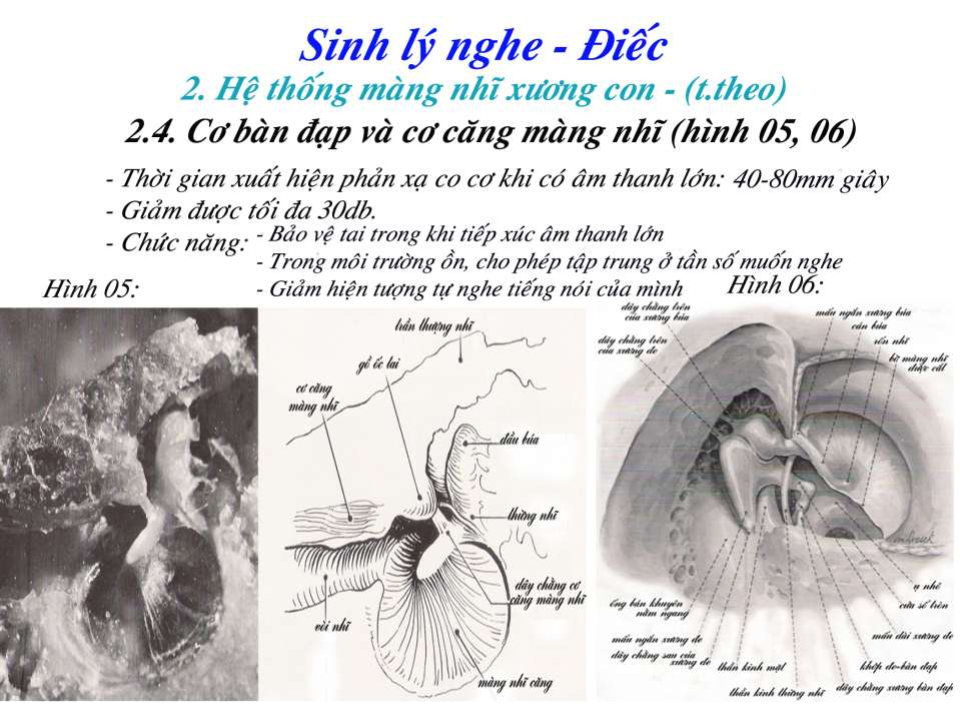 Sinh lý nghe - Điếc
2. Hệ thống màng nhĩ xương con - (t.theo)
2.4. Cơ bàn đạp và cơ căng màng nhĩ (hình 05, 06)
- Thời gian xuất hiện phản xạ co cơ khi có âm thanh lớn: 40-80mm giây
- Giảm được tối đa 30db.
- Chức năng: - Bảo vệ tai trong khi tiếp xúc âm thanh lớn
- Trong môi trường ồn, cho phép tập trung ở tần số muốn nghe
- Giảm hiện tượng tự nghe tiếng nói của mình
Hình 05:
Hình 06:
trần thượng nhĩ
gồ ốc tai
cơ căng
màng nhĩ
đầu búa
thừng nhĩ
dây chằng cơ
căng màng nhĩ
vòi nhĩ
màng nhĩ căng
dây chằng trên
của xương búa
dây chằng trên
của xương đe
mấu ngắn xương búa
cán búa
rốn nhĩ
bờ màng nhĩ
được cắt
ụ nhô
cửa sổ tròn
mấu dài xương đe
khớp đe-bàn đạp
dây chằng xương bàn đạp
thần kinh thừng nhĩ
thần kinh mặt
dây chằng sau của
xương đe
mấu ngắn xương đe
ống bán khuyên
nằm ngang